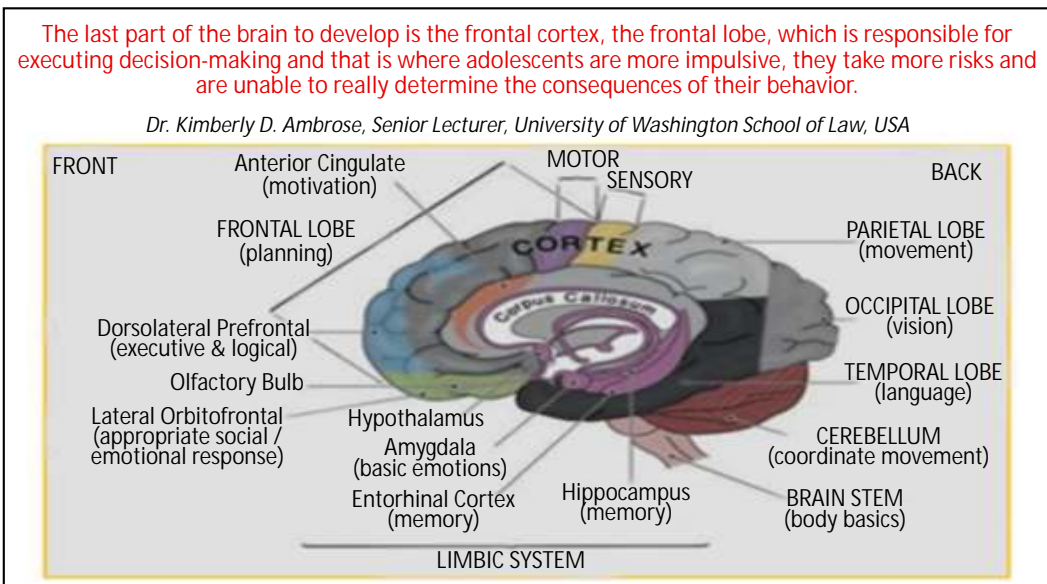 The last part of the brain to develop is the frontal cortex, the frontal lobe, which is responsible for
executing decision-making and that is where adolescents are more impulsive, they take more risks and
are unable to really determine the consequences of their behavior.
Dr. Kimberly D. Ambrose, Senior Lecturer, University of Washington School of Law, USA
FRONT
Anterior Cingulate
(motivation)
MOTOR
SENSORY
BACK
FRONTAL LOBE
(planning)
CORTEX
PARIETAL LOBE
(movement)
Corpus Callosum
OCCIPITAL LOBE
(vision)
Dorsolateral Prefrontal
(executive & logical)
Olfactory Bulb
TEMPORAL LOBE
(language)
Lateral Orbitofrontal
(appropriate social /
emotional response)
Hypothalamus
Amygdala
(basic emotions)
CEREBELLUM
(coordinate movement)
Entorhinal Cortex
(memory)
Hippocampus
(memory)
BRAIN STEM
(body basics)
LIMBIC SYSTEM